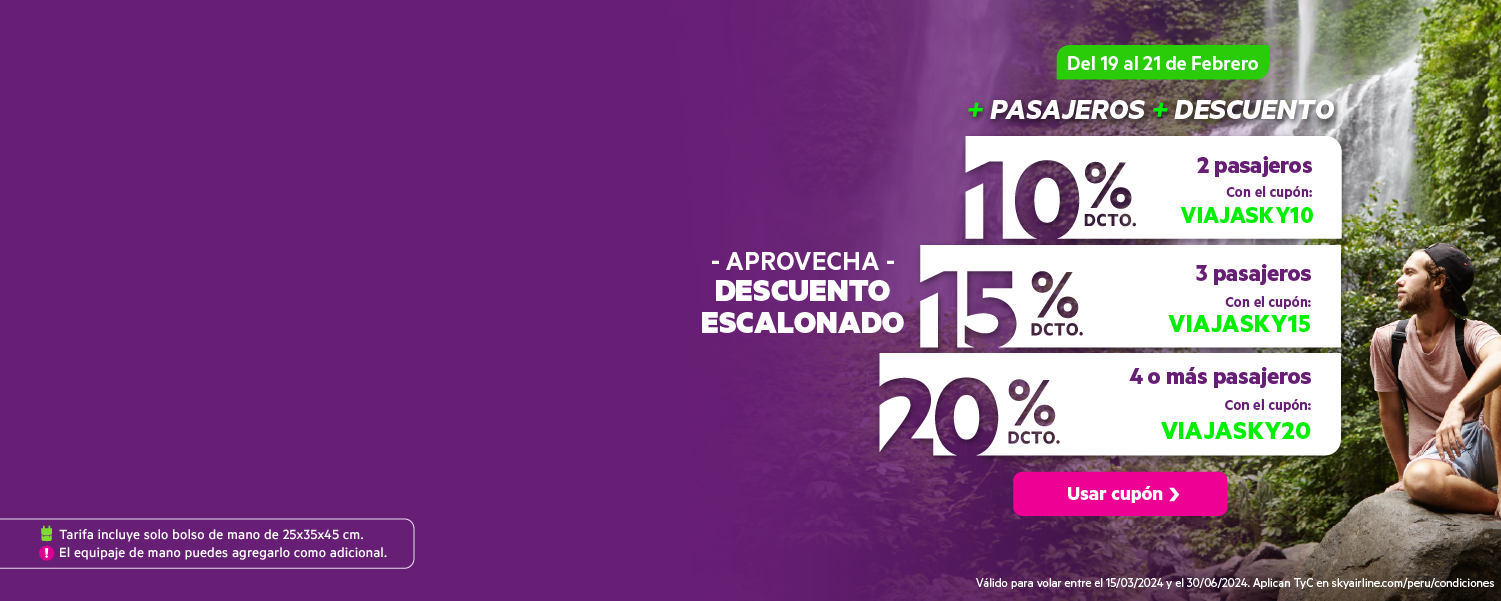 Del 19 al 21 de Febrero
+ PASAJEROS + DESCUENTO
- APROVECHA -
DESCUENTO
ESCALONADO
10% DCTO.
2 pasajeros
Con el cupón:
VIAJASKY10
15% DCTO.
3 pasajeros
Con el cupón:
VIAJASKY15
20% DCTO.
4 o más pasajeros
Con el cupón:
VIAJASKY20
Usar cupón ❯
Tarifa incluye solo bolso de mano de 25x35x45 cm.
! El equipaje de mano puedes agregarlo como adicional.
Válido para volar entre el 15/03/2024 y el 30/06/2024. Aplican TyC en skyairline.com/peru/condiciones